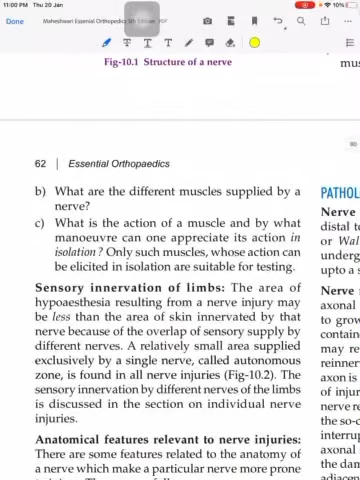 11:00 PM Thu 20 Jan
10%
Done
Maheshwari Essenial Orthopedics 5th Edition PDF
Fig-10.1 Structure of a nerve
mus
62 | Essential Orthopaedics
b) What are the different muscles supplied by a
nerve?
c) What is the action of a muscle and by what
manoeuvre can one appreciate its action in
isolation? Only such muscles, whose action can
be elicited in isolation are suitable for testing.
Sensory innervation of limbs: The area of
hypoaesthesia resulting from a nerve injury may
be less than the area of skin innervated by that
nerve because of the overlap of sensory supply by
different nerves. A relatively small area supplied
exclusively by a single nerve, called autonomous
zone, is found in all nerve injuries (Fig-10.2). The
sensory innervation by different nerves of the limbs
is discussed in the section on individual nerve
injuries.
Anatomical features relevant to nerve injuries:
There are some features related to the anatomy of
a nerve which make a particular nerve more prone
PATHOL
Nerve
distal to
or Wal
underg
upto a s
Nerve
axonal
to grow
contain
may re
reinner
axon is
of injur
nerve re
the so-c
interrup
axonal
the dam
adjacen